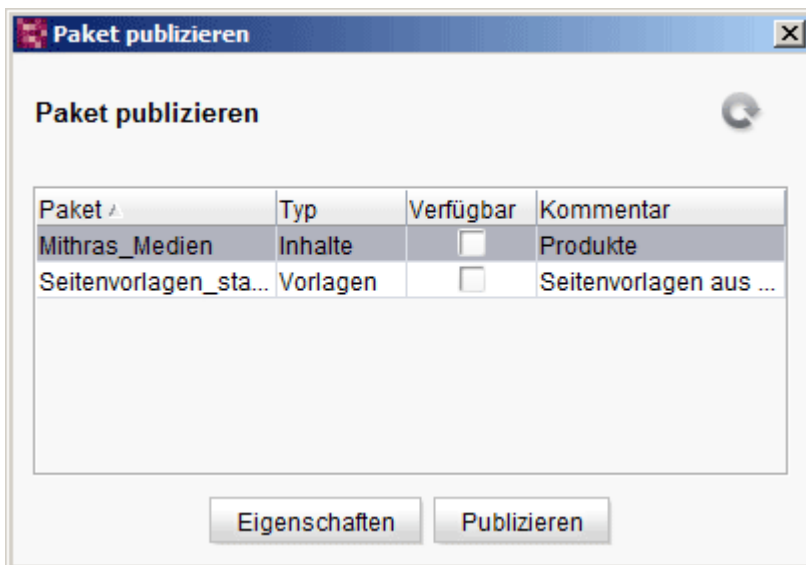 Paket publizieren
Paket publizieren
Paket Typ Verfügbar Kommentar
Mithras_Medien Inhalte Produkte
Seitenvorlagen_sta... Vorlagen Seitenvorlagen aus ...
Eigenschaften Publizieren